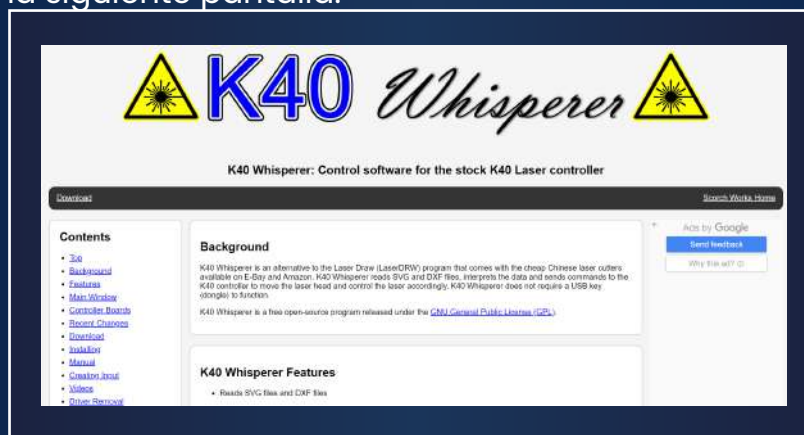 la siguiente pantalla:
K40 Whisperer
K40 Whisperer: Control software for the stock K40 Laser controller
Download
Scorch Works Home
Contents
Top
Background
Features
Main Window
Controller Boards
Recent Changes
Download
Installing
Manual
Creating Input
Videos
Driver Removal
Background
K40 Whisperer is an alternative to the Laser Draw (LaserDRW) program that comes with the cheap Chinese laser cutters
available on E-Bay and Amazon. K40 Whisperer reads SVG and DXF files, interprets the data and sends commands to the
K40 controller to move the laser head and control the laser accordingly. K40 Whisperer does not require a USB key
(dongle) to function.
K40 Whisperer is a free open-source program released under the GNU General Public License (GPL).
K40 Whisperer Features
Reads SVG files and DXF files
Ads by Google
Send feedback
Why this ad?